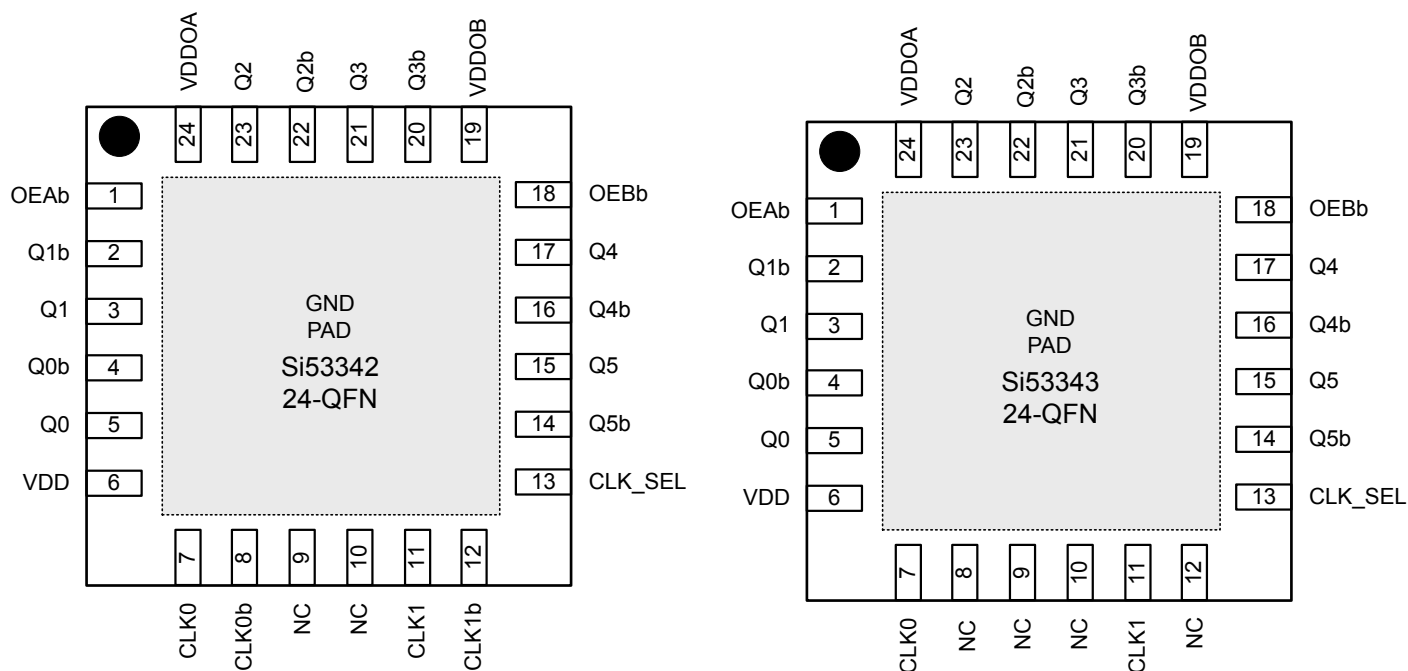 VDDOA
Q2
Q2b
Q3
Q3b
VDDOB
24
23
22
21
20
19
OEAb 1
Q1b 2
Q1 3
Q0b 4
Q0 5
VDD 6
GND
PAD
Si53342
24-QFN
18 OEBb
17 Q4
16 Q4b
15 Q5
14 Q5b
13 CLK_SEL
7
8
9
10
11
12
CLK0
CLK0b
NC
NC
CLK1
CLK1b
VDDOA
Q2
Q2b
Q3
Q3b
VDDOB
24
23
22
21
20
19
OEAb 1
Q1b 2
Q1 3
Q0b 4
Q0 5
VDD 6
GND
PAD
Si53343
24-QFN
18 OEBb
17 Q4
16 Q4b
15 Q5
14 Q5b
13 CLK_SEL
7
8
9
10
11
12
CLK0
NC
NC
NC
CLK1
NC